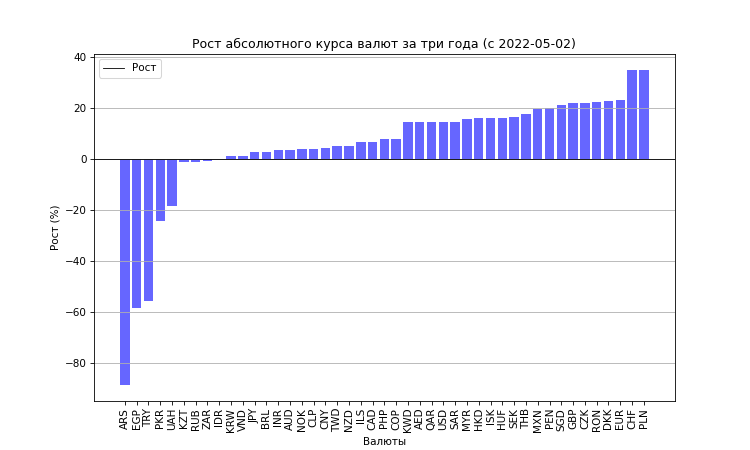 Рост абсолютного курса валют за три года (с 2022-05-02)
Рост
40
20
0
−20
−40
−60
−80
Рост (%)
ARS EGP TRY PKR UAH KZT RUB ZAR IDR KRW VND JPY BRL INR AUD NOK CLP CNY TWD NZD ILS CAD PHP COP KWD AED QAR USD SAR MYR HKD ISK HUF SEK THB MXN PEN SGD GBP CZK RON DKK EUR CHF PLN
Валюты